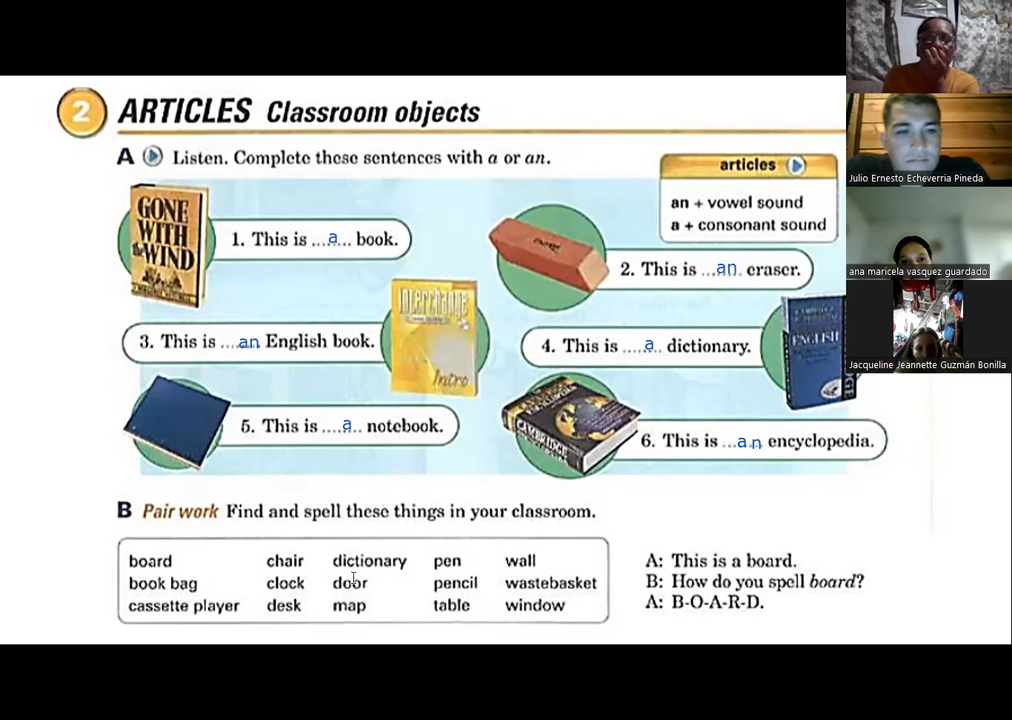 2
ARTICLES Classroom objects
A Listen. Complete these sentences with a or an.
articles
an + vowel sound
a + consonant sound
GONE
WITH
the WIND
1. This is ...a... book.
2. This is ...an. eraser.
Interchange
Intro
3. This is ....an English book.
4. This is ......a.. dictionary.
ENGLISH
5. This is ....a.. notebook.
CAMBRIDGE
6. This is ...an encyclopedia.
B Pair work Find and spell these things in your classroom.
board chair dictionary pen wall
book bag clock door pencil wastebasket
cassette player desk map table window
A: This is a board.
B: How do you spell board?
A: B-O-A-R-D.
Julio Ernesto Echeverria Pineda
ana maricela vasquez guardado
Jacqueline Jeannette Guzmán Bonilla